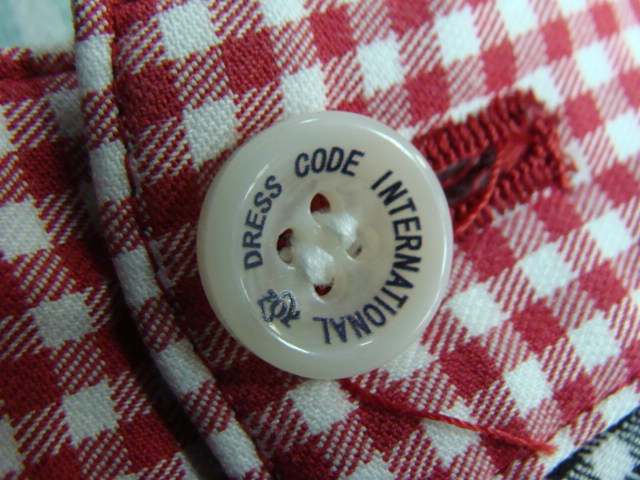 DRESS CODE INTERNATIONAL